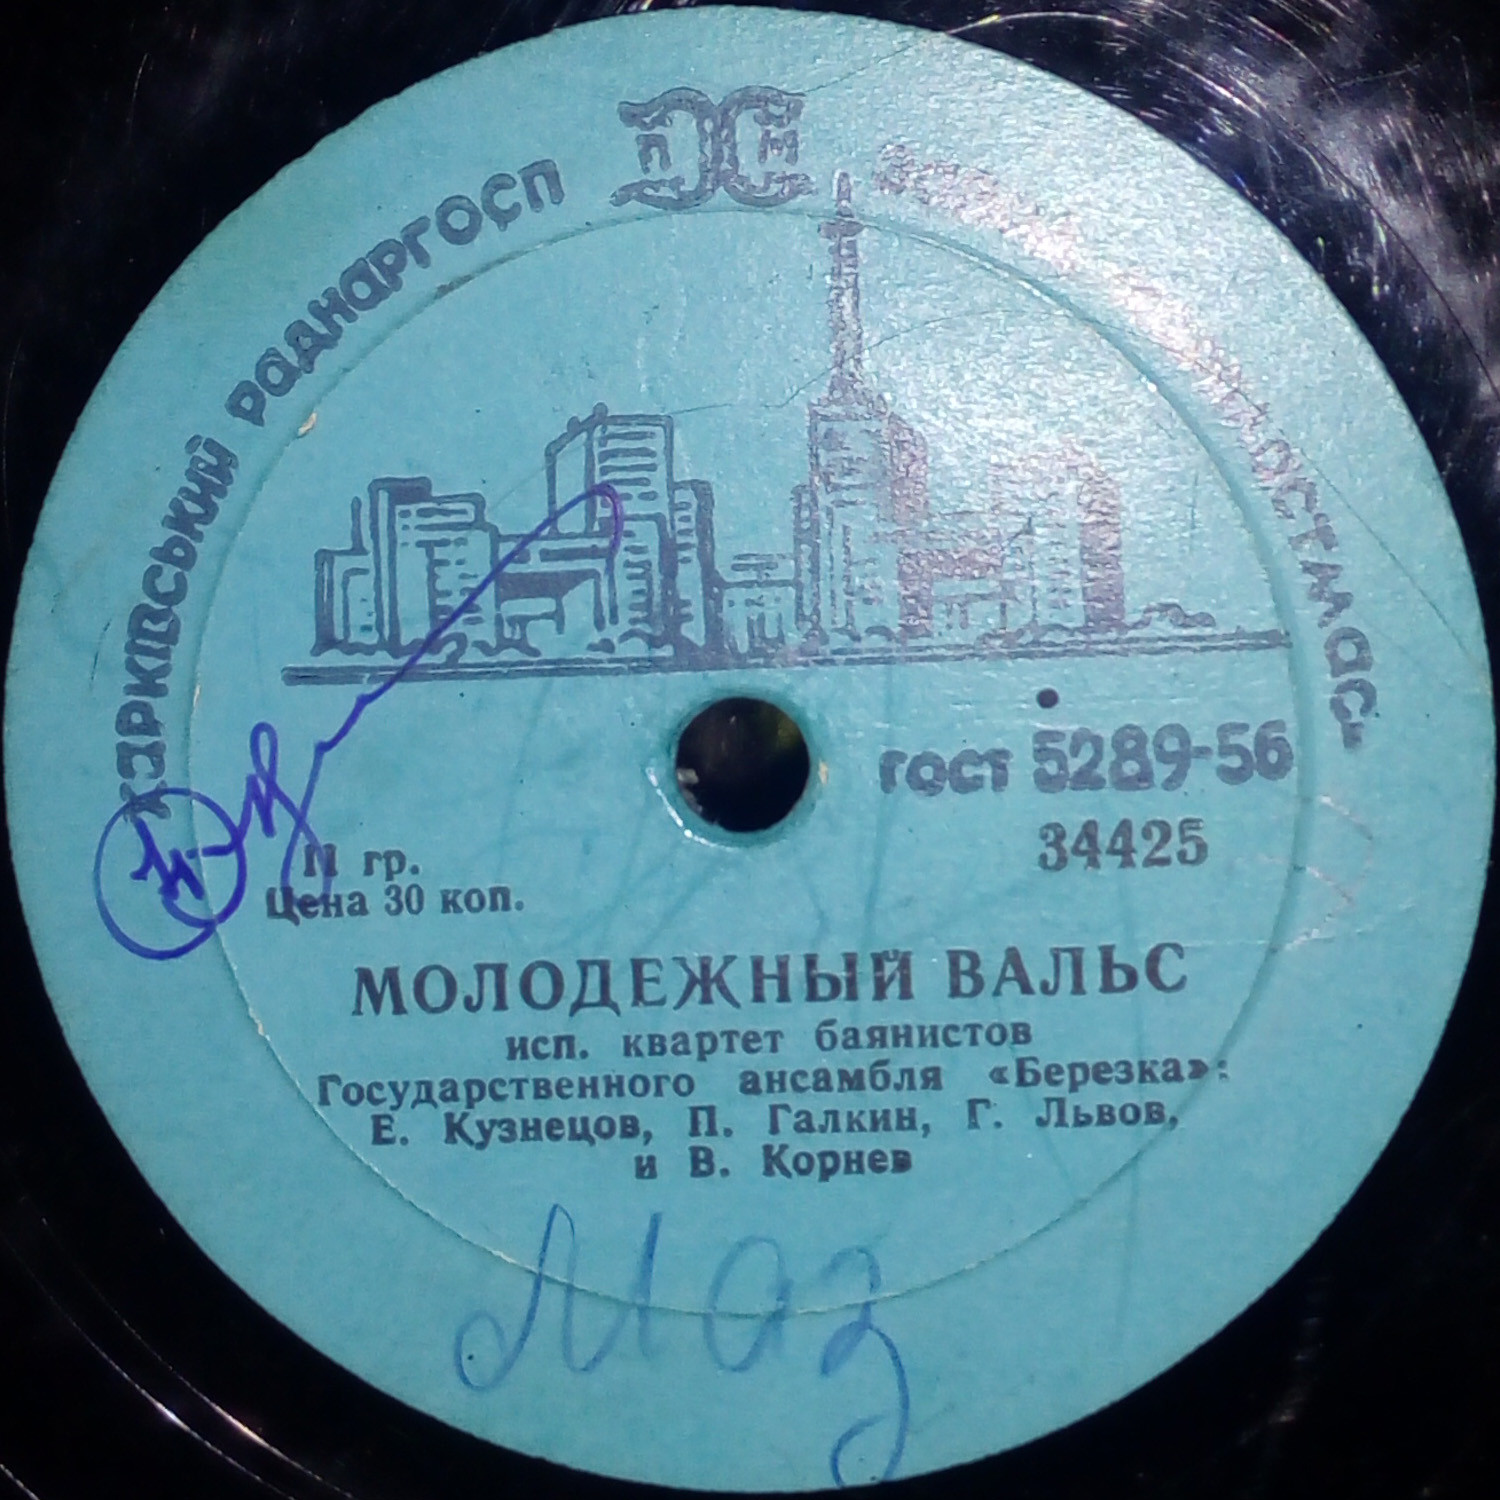 ХАРКІВСЬКИЙ РАДНАРГОСП
П М
ГОСТ 5289-56
34425
II гр.
Цена 30 коп.
МОЛОДЕЖНЫЙ ВАЛЬС
исп. квартет баянистов
Государственного ансамбля «Березка»:
Е. Кузнецов, П. Галкин, Г. Львов,
и В. Корнев
Маз